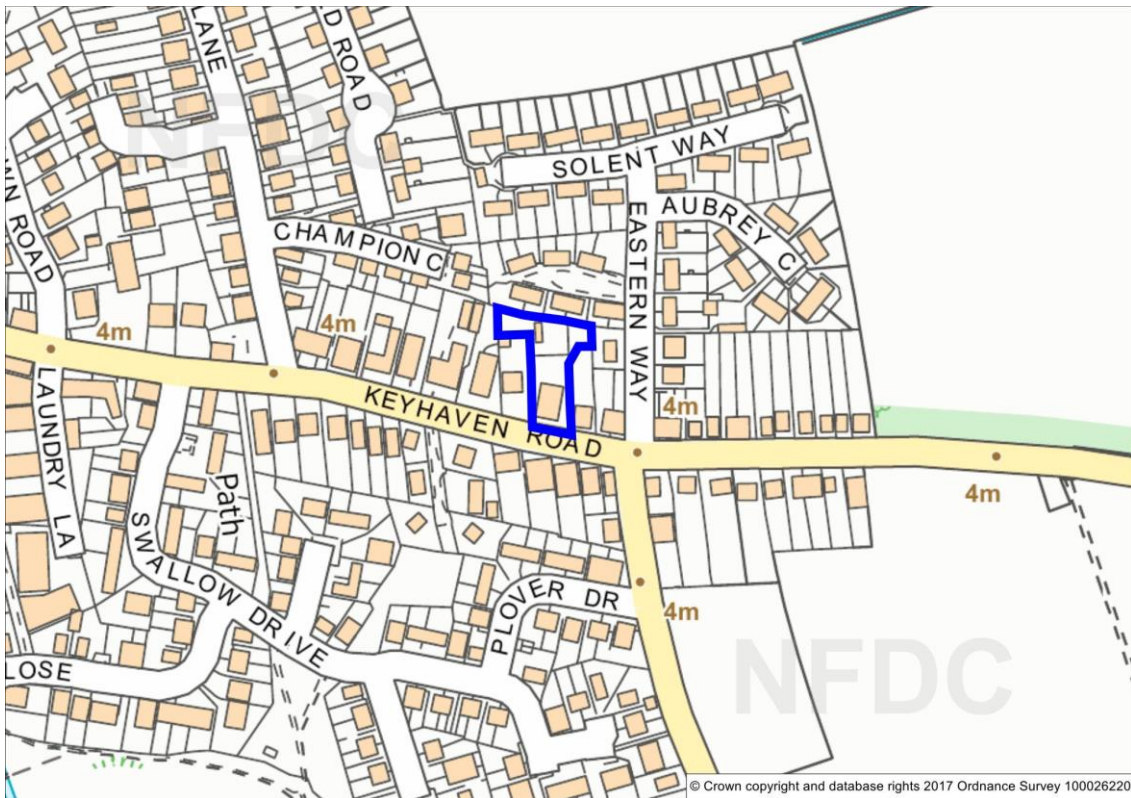 LANE
D ROAD
NFDC
SOLENT WAY
WN ROAD
AUBREY C
EASTERN WAY
CHAMPION C
4m
4m
KEYHAVEN ROAD
4m
LAUNDRY LA
Path
4m
SWALLOW DRIVE
PLOVER DR
4m
NFDC
LOSE
© Crown copyright and database rights 2017 Ordnance Survey 100026220